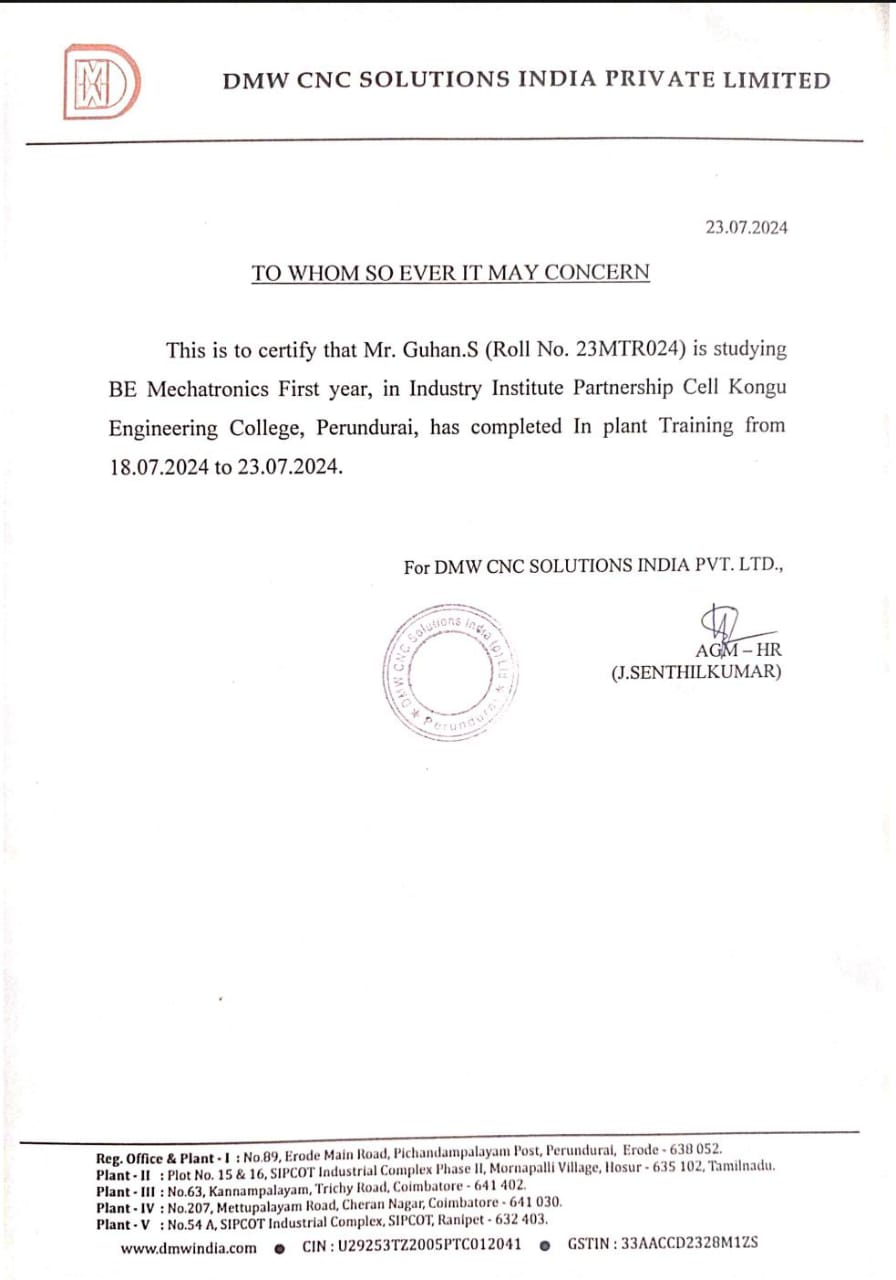 DMW CNC SOLUTIONS INDIA PRIVATE LIMITED
23.07.2024
TO WHOM SO EVER IT MAY CONCERN
This is to certify that Mr. Guhan.S (Roll No. 23MTR024) is studying
BE Mechatronics First year, in Industry Institute Partnership Cell Kongu
Engineering College, Perundurai, has completed In plant Training from
18.07.2024 to 23.07.2024.
For DMW CNC SOLUTIONS INDIA PVT. LTD.,
DMW CNC Solutions India (P) Ltd
* Perundurai *
AGM – HR
(J.SENTHILKUMAR)
Reg. Office & Plant - I : No.89, Erode Main Road, Pichandampalayam Post, Perundurai, Erode - 638 052.
Plant - II : Plot No. 15 & 16, SIPCOT Industrial Complex Phase II, Mornapalli Village, Hosur - 635 102, Tamilnadu.
Plant - III : No.63, Kannampalayam, Trichy Road, Coimbatore - 641 402.
Plant - IV : No.207, Mettupalayam Road, Cheran Nagar, Coimbatore - 641 030.
Plant - V : No.54 A, SIPCOT Industrial Complex, SIPCOT, Ranipet - 632 403.
www.dmwindia.com ● CIN : U29253TZ2005PTC012041 ● GSTIN : 33AACCD2328M1ZS